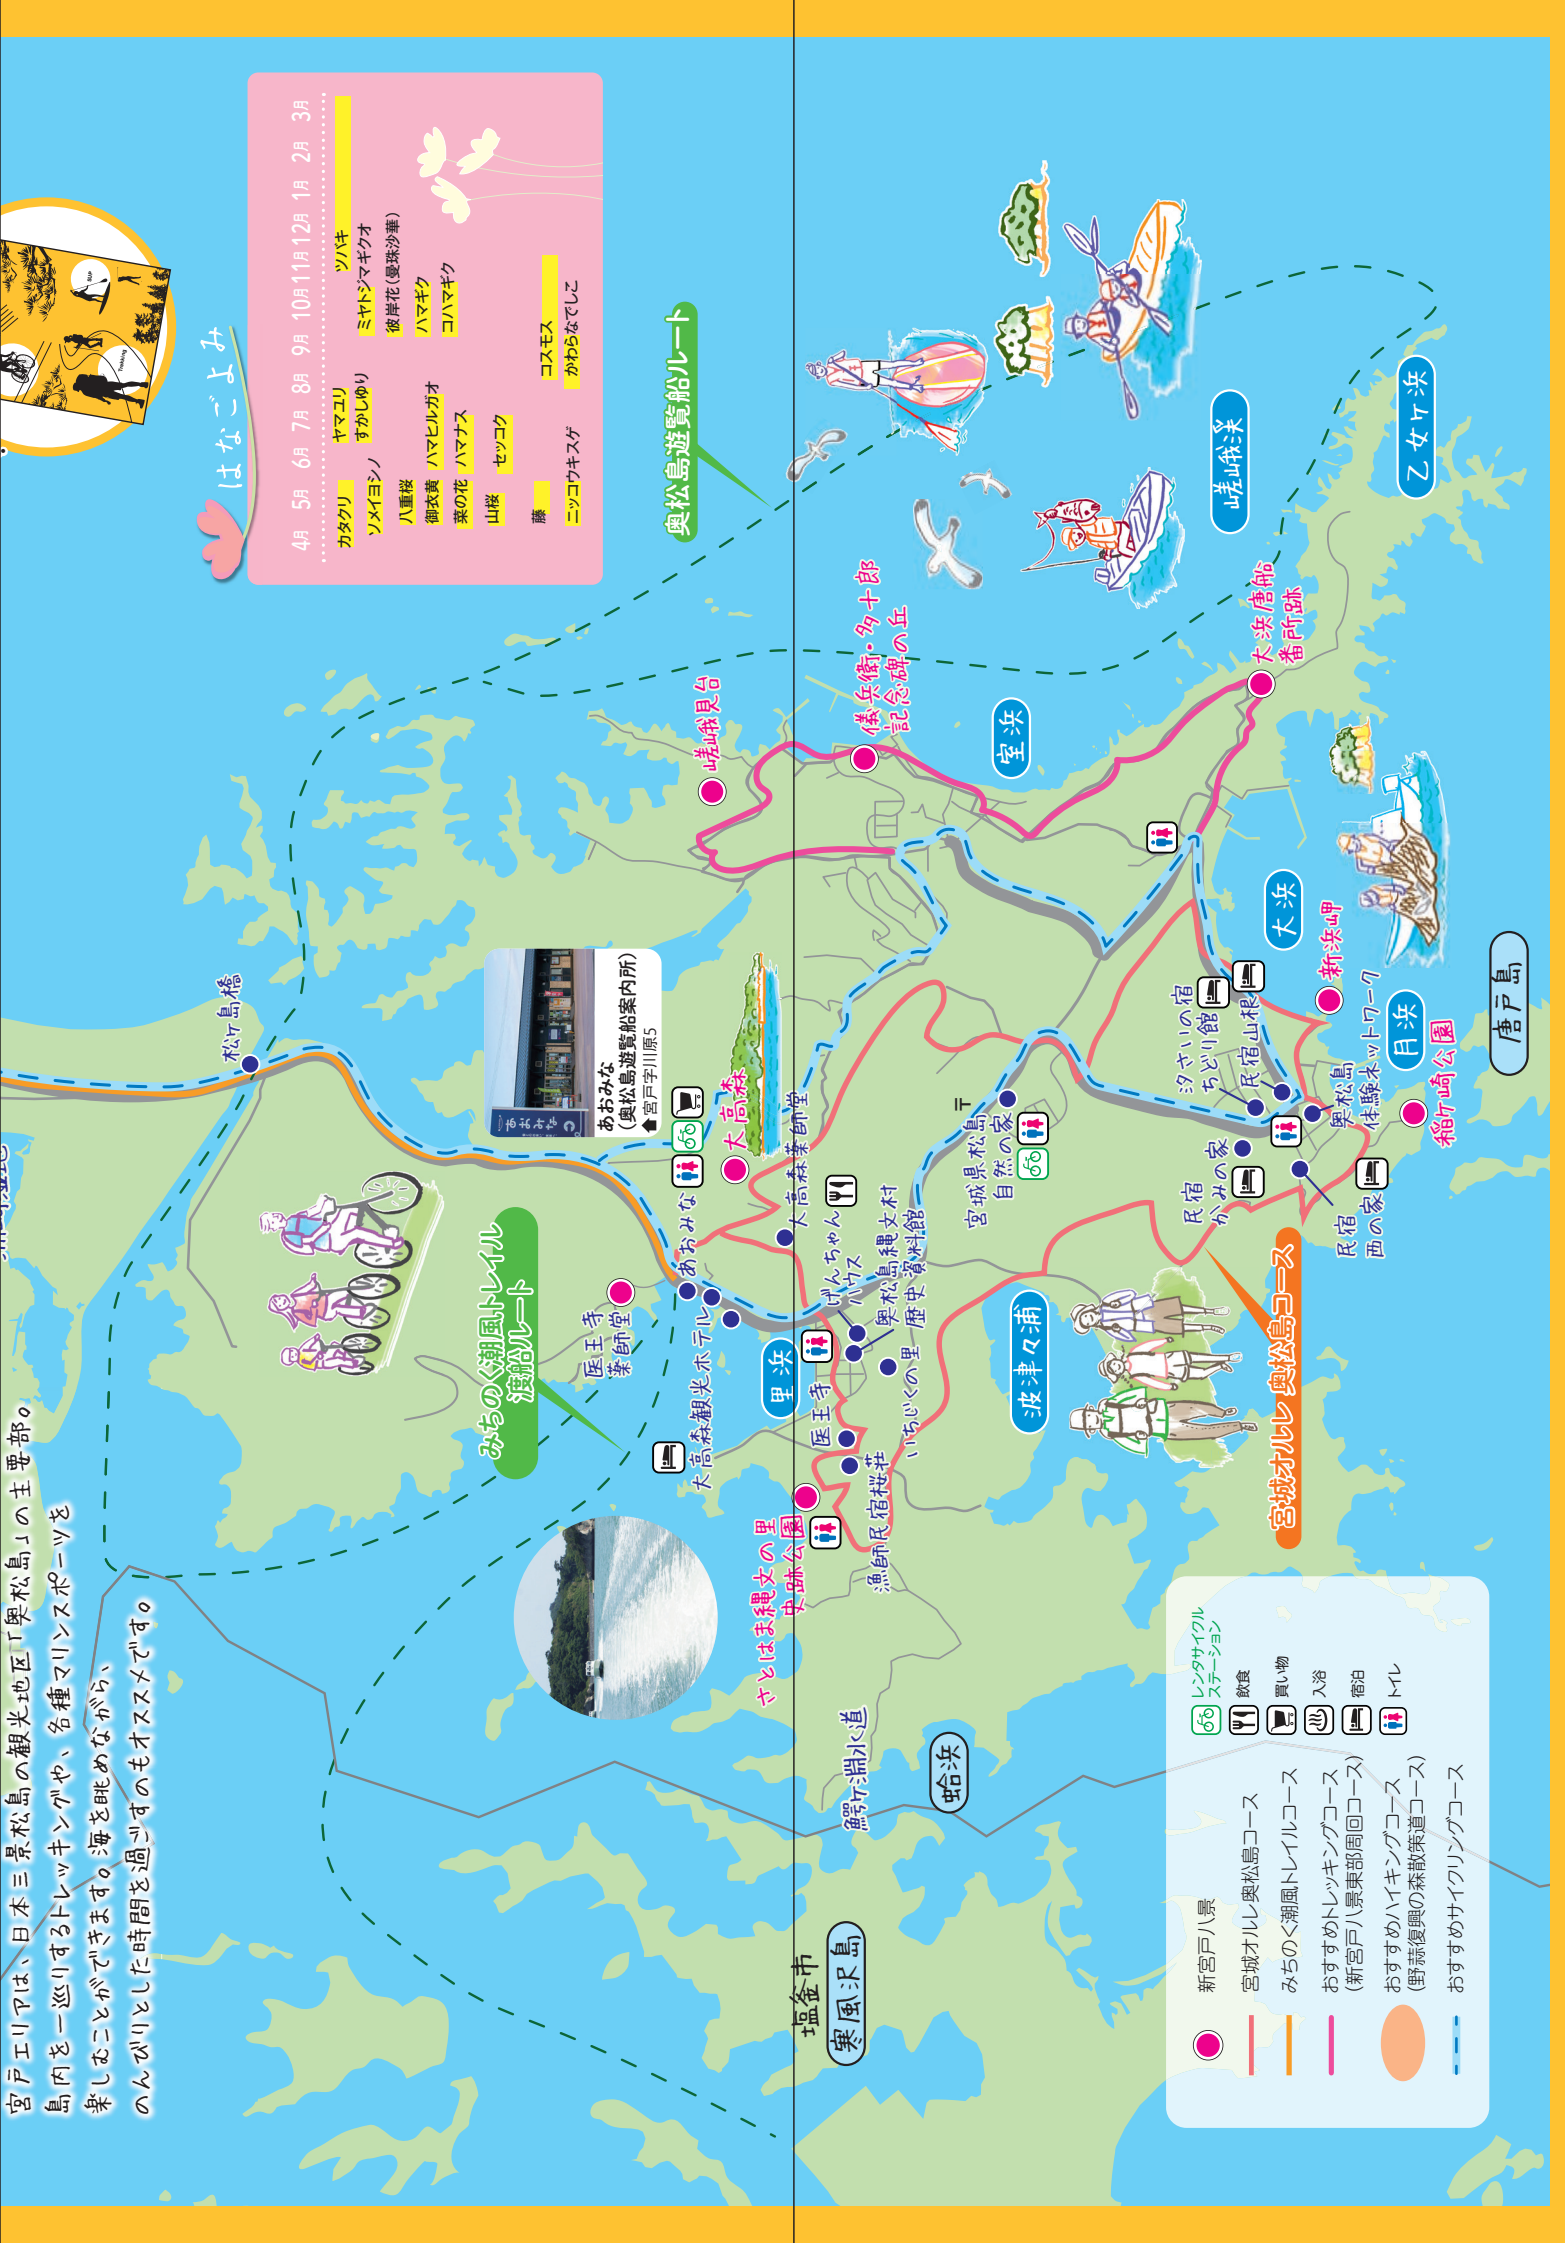 宮戸エリアは、日本三景松島の観光地区「奥松島」の主要部。
島内を一巡りするトレッキングや、各種マリンスポーツを
楽しむことができます。海を眺めながら、
のんびりとした時間を過ごすのもオススメです。
SUP
Trekking
はなごよみ
4月 5月 6月 7月 8月 9月 10月 11月 12月 1月 2月 3月
カタクリ
ヤマユリ
ツバキ
ソメイヨシノ
すかしゆり
ミヤトジマギクオ
八重桜
彼岸花(曼珠沙華)
御衣黄
ハマヒルガオ
ハマギク
菜の花
ハマナス
コハマギク
山桜
セッコク
藤
コスモス
ニッコウキスゲ
かわらなでしこ
松ヶ島橋
奥松島遊覧船ルート
みちのく潮風トレイル
渡船ルート
あおみな
(奥松島遊覧船案内所)
宮戸字川原5
医王寺
薬師堂
あおみな
大高森観光ホテル
大高森
大高森薬師堂
嵯峨見台
儀兵衛・多十郎
記念碑の丘
室浜
嵯峨渓
乙女ケ浜
大浜唐船
番所跡
里浜
げんちゃん
ハウス
奥松島縄文村
歴史資料館
いちじくの里
医王寺
漁師民宿桜荘
さとはま縄文の里
史跡公園
〒
宮城県松島
自然の家
波津々浦
大浜
新浜岬
汐さいの宿
ちどり館
民宿山根
月浜
奥松島
体験ネットワーク
稲ケ崎公園
民宿
かみの家
民宿
西の家
唐戸島
宮城オルレ 奥松島コース
鰐ケ淵水道
蛤浜
塩釜市
寒風沢島
新宮戸八景
宮城オルレ奥松島コース
みちのく潮風トレイルコース
おすすめトレッキングコース
(新宮戸八景東部周回コース)
おすすめハイキングコース
(野蒜復興の森散策道コース)
おすすめサイクリングコース
レンタサイクル
ステーション
飲食
買い物
入浴
宿泊
トイレ